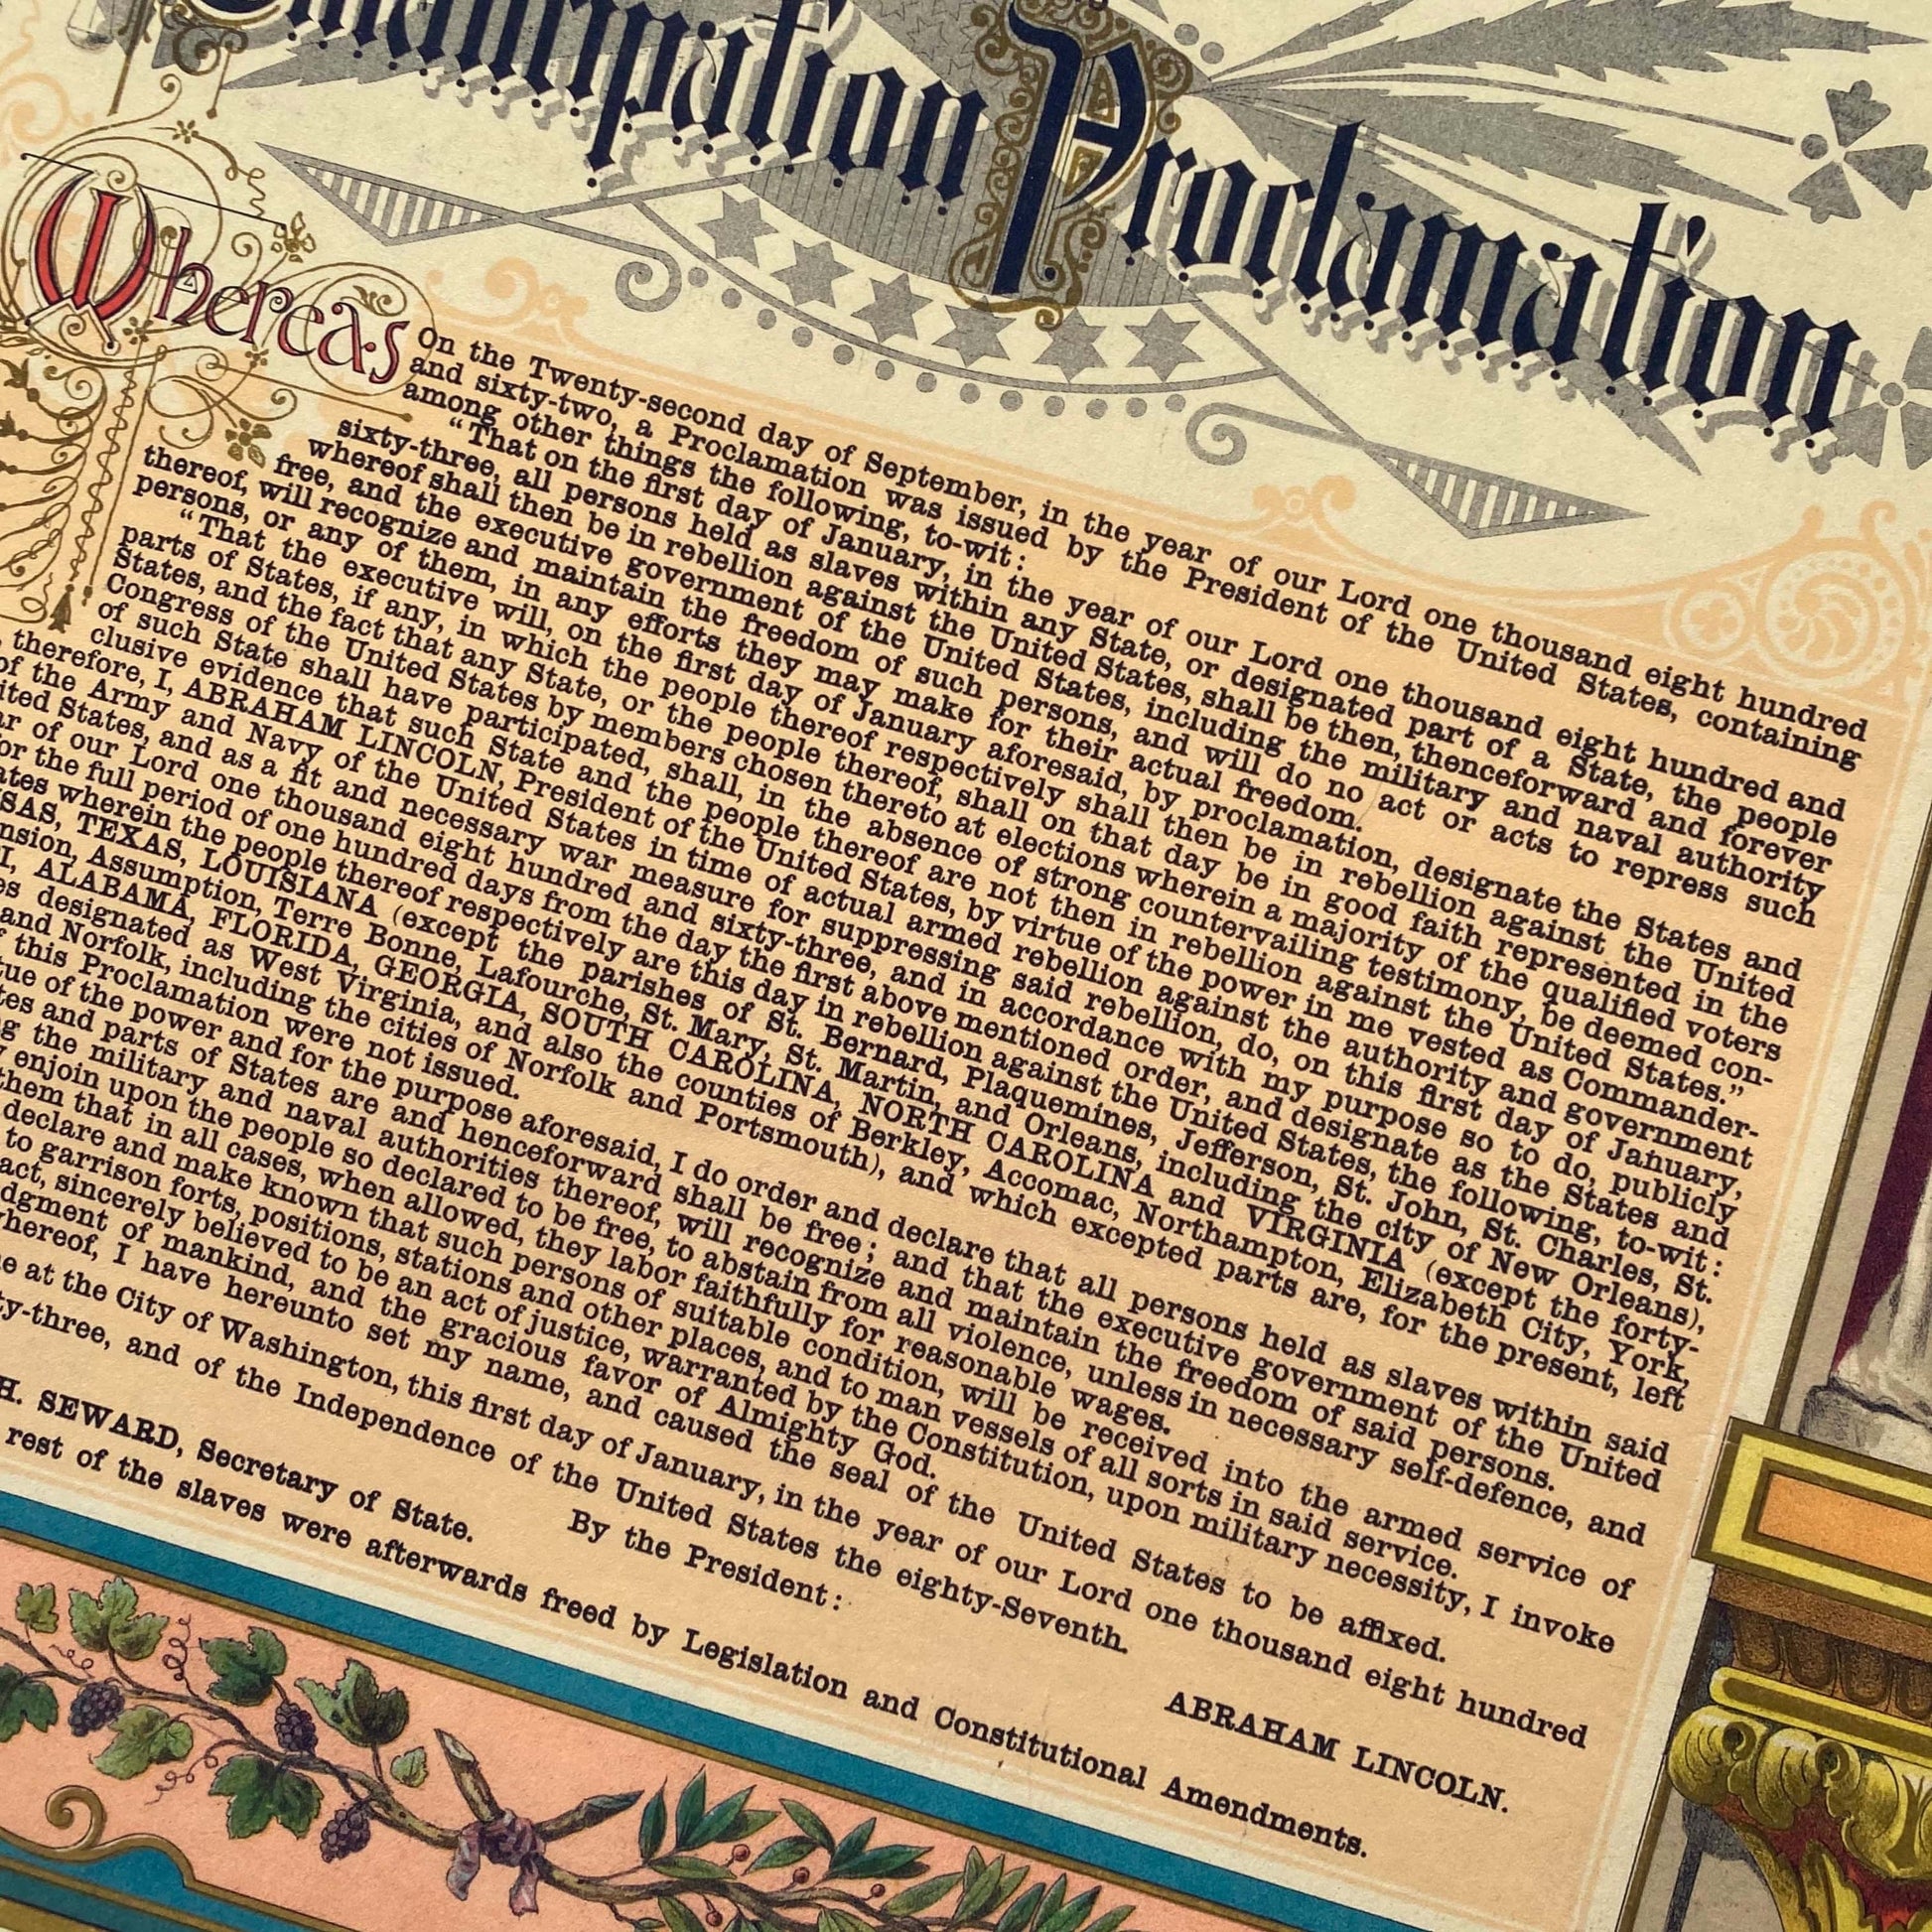 Emancipation Proclamation
Whereas
On the Twenty-second day of September, in the year of our Lord one thousand eight hundred
and sixty-two, a Proclamation was issued by the President of the United States, containing
among other things the following, to-wit:
"That on the first day of January, in the year of our Lord one thousand eight hundred and
sixty-three, all persons held as slaves within any State, or designated part of a State, the people
whereof shall then be in rebellion against the United States, shall be then, thenceforward and forever
free, and the executive government of the United States, including the military and naval authority
thereof, will recognize and maintain the freedom of such persons, and will do no act or acts to repress such
persons, or any of them, in any efforts they may make for their actual freedom.
"That the executive will, on the first day of January aforesaid, by proclamation, designate the States and
parts of States, if any, in which the people thereof respectively shall then be in rebellion against the United
States, and the fact that any State, or the people thereof, shall on that day be in good faith represented in the
Congress of the United States by members chosen thereto at elections wherein a majority of the qualified voters
of such State shall have participated, shall, in the absence of strong countervailing testimony, be deemed con-
clusive evidence that such State and the people thereof are not then in rebellion against the United States."
therefore, I, ABRAHAM LINCOLN, President of the United States, by virtue of the power in me vested as Commander-
of the Army and Navy of the United States in time of actual armed rebellion against the authority and government
States, and as a fit and necessary war measure for suppressing said rebellion, do, on this first day of January,
of our Lord one thousand eight hundred and sixty-three, and in accordance with my purpose so to do, publicly
for the full period of one hundred days from the day the first above mentioned order, and designate as the States and
wherein the people thereof respectively are this day in rebellion against the United States, the following, to-wit:
TEXAS, LOUISIANA (except the parishes of St. Bernard, Plaquemines, Jefferson, St. John, St. Charles, St.
Assumption, Terre Bonne, Lafourche, St. Mary, St. Martin, and Orleans, including the city of New Orleans),
ALABAMA, FLORIDA, GEORGIA, SOUTH CAROLINA, NORTH CAROLINA and VIRGINIA (except the forty-
designated as West Virginia, and also the counties of Berkley, Accomac, Northampton, Elizabeth City, York,
and Norfolk, including the cities of Norfolk and Portsmouth), and which excepted parts are, for the present, left
this Proclamation were not issued.
of the power and for the purpose aforesaid, I do order and declare that all persons held as slaves within said
and parts of States are and henceforward shall be free; and that the executive government of the United
the military and naval authorities thereof, will recognize and maintain the freedom of said persons.
enjoin upon the people so declared to be free, to abstain from all violence, unless in necessary self-defence, and
them that in all cases, when allowed, they labor faithfully for reasonable wages.
declare and make known that such persons of suitable condition, will be received into the armed service of
to garrison forts, positions, stations and other places, and to man vessels of all sorts in said service.
act, sincerely believed to be an act of justice, warranted by the Constitution, upon military necessity, I invoke
of mankind, and the gracious favor of Almighty God.
whereof, I have hereunto set my name, and caused the seal of the United States to be affixed.
at the City of Washington, this first day of January, in the year of our Lord one thousand eight hundred
and of the Independence of the United States the eighty-Seventh.
By the President:
ABRAHAM LINCOLN.
H. SEWARD, Secretary of State.
rest of the slaves were afterwards freed by Legislation and Constitutional Amendments.